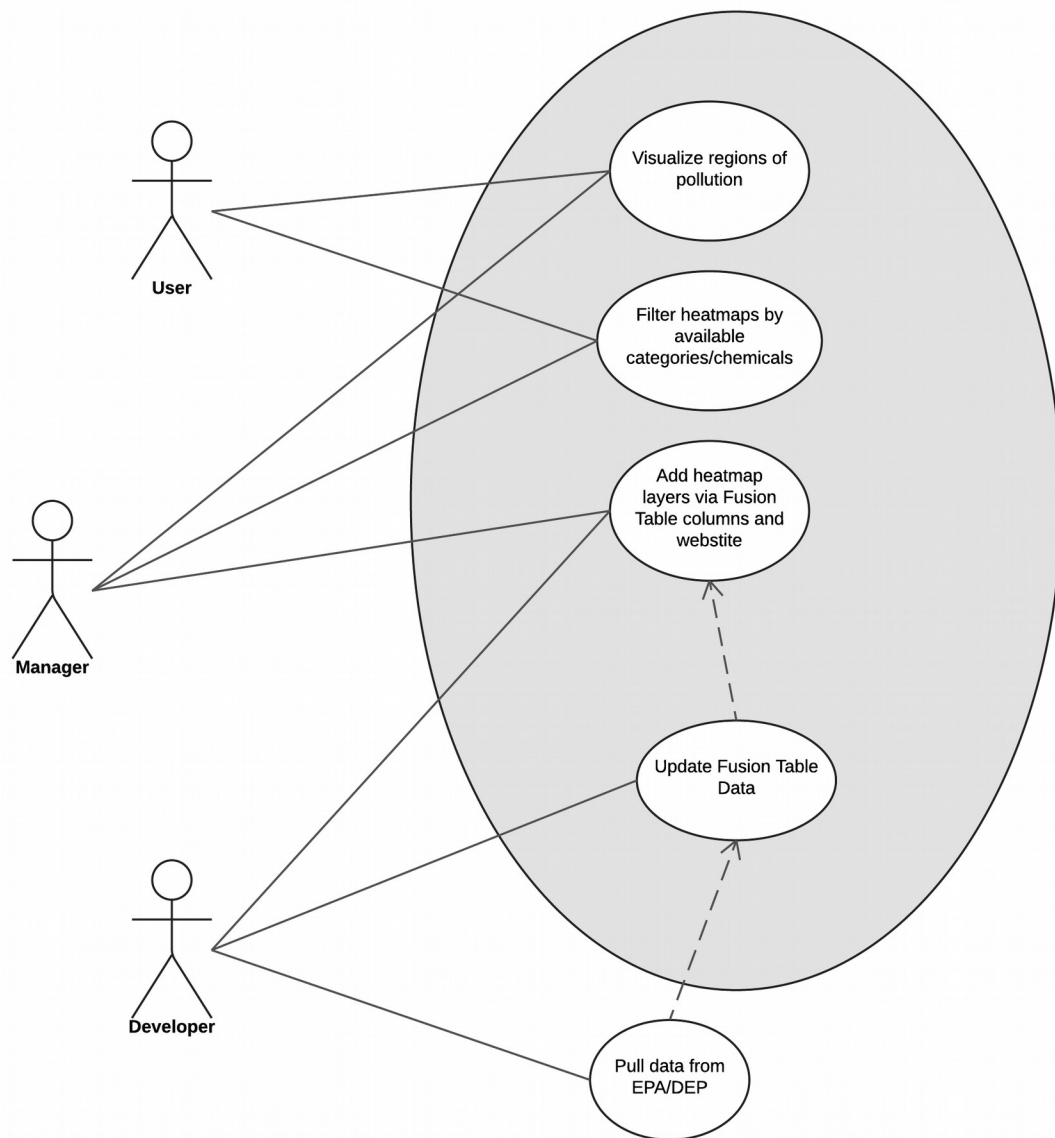 Visualize regions of
pollution
User
Filter heatmaps by
available
categories/chemicals
Add heatmap
layers via Fusion
Table columns and
webstite
Manager
Update Fusion Table
Data
Developer
Pull data from
EPA/DEP